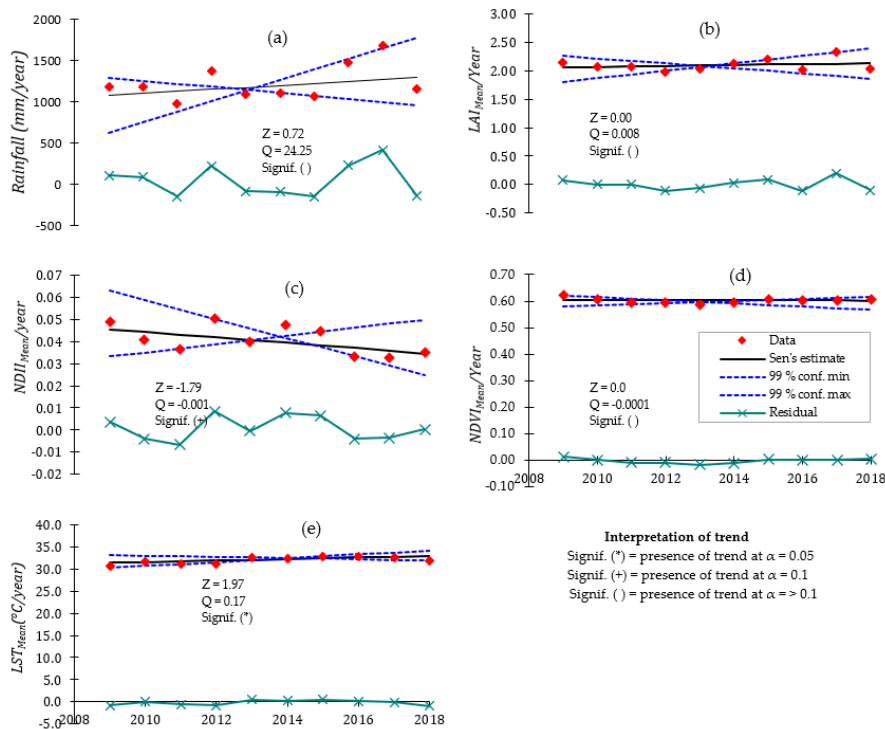 (a)
Rainfall (mm/year)
2000
1500
1000
500
0
-500
Z = 0.72
Q = 24.25
Signif. ( )
(b)
LAI Mean/Year
3.00
2.50
2.00
1.50
1.00
0.50
0.00
-0.50
Z = 0.00
Q = 0.008
Signif. ( )
(c)
NDII Mean/year
0.07
0.06
0.05
0.04
0.03
0.02
0.01
0.00
-0.01
-0.02
Z = -1.79
Q = -0.001
Signif. (+)
(d)
NDVI Mean/Year
0.70
0.60
0.50
0.40
0.30
0.20
0.10
0.00
-0.10
Z = 0.0
Q = -0.0001
Signif. ( )
Data
Sen's estimate
99 % conf. min
99 % conf. max
Residual
2008 2010 2012 2014 2016 2018
(e)
LST Mean(°C/year)
40.0
35.0
30.0
25.0
20.0
15.0
10.0
5.0
0.0
-5.0
Z = 1.97
Q = 0.17
Signif. (*)
2008 2010 2012 2014 2016 2018
Interpretation of trend
Signif. (*) = presence of trend at α = 0.05
Signif. (+) = presence of trend at α = 0.1
Signif. ( ) = presence of trend at α = > 0.1